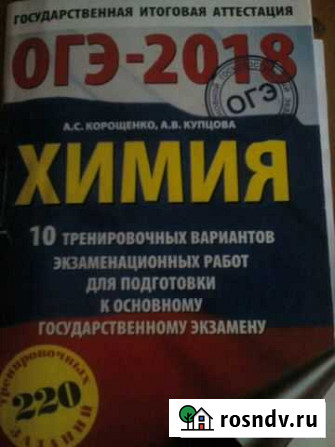 ГОСУДАРСТВЕННАЯ ИТОГОВАЯ АТТЕСТАЦИЯ
ОГЭ-2018
ОГЭ
А.С. КОРОЩЕНКО, А.В. КУПЦОВА
ХИМИЯ
10 ТРЕНИРОВОЧНЫХ ВАРИАНТОВ
ЭКЗАМЕНАЦИОННЫХ РАБОТ
ДЛЯ ПОДГОТОВКИ
К ОСНОВНОМУ
ГОСУДАРСТВЕННОМУ ЭКЗАМЕНУ
220
тренировочных
ЗАДАНИЙ
rosndv.ru